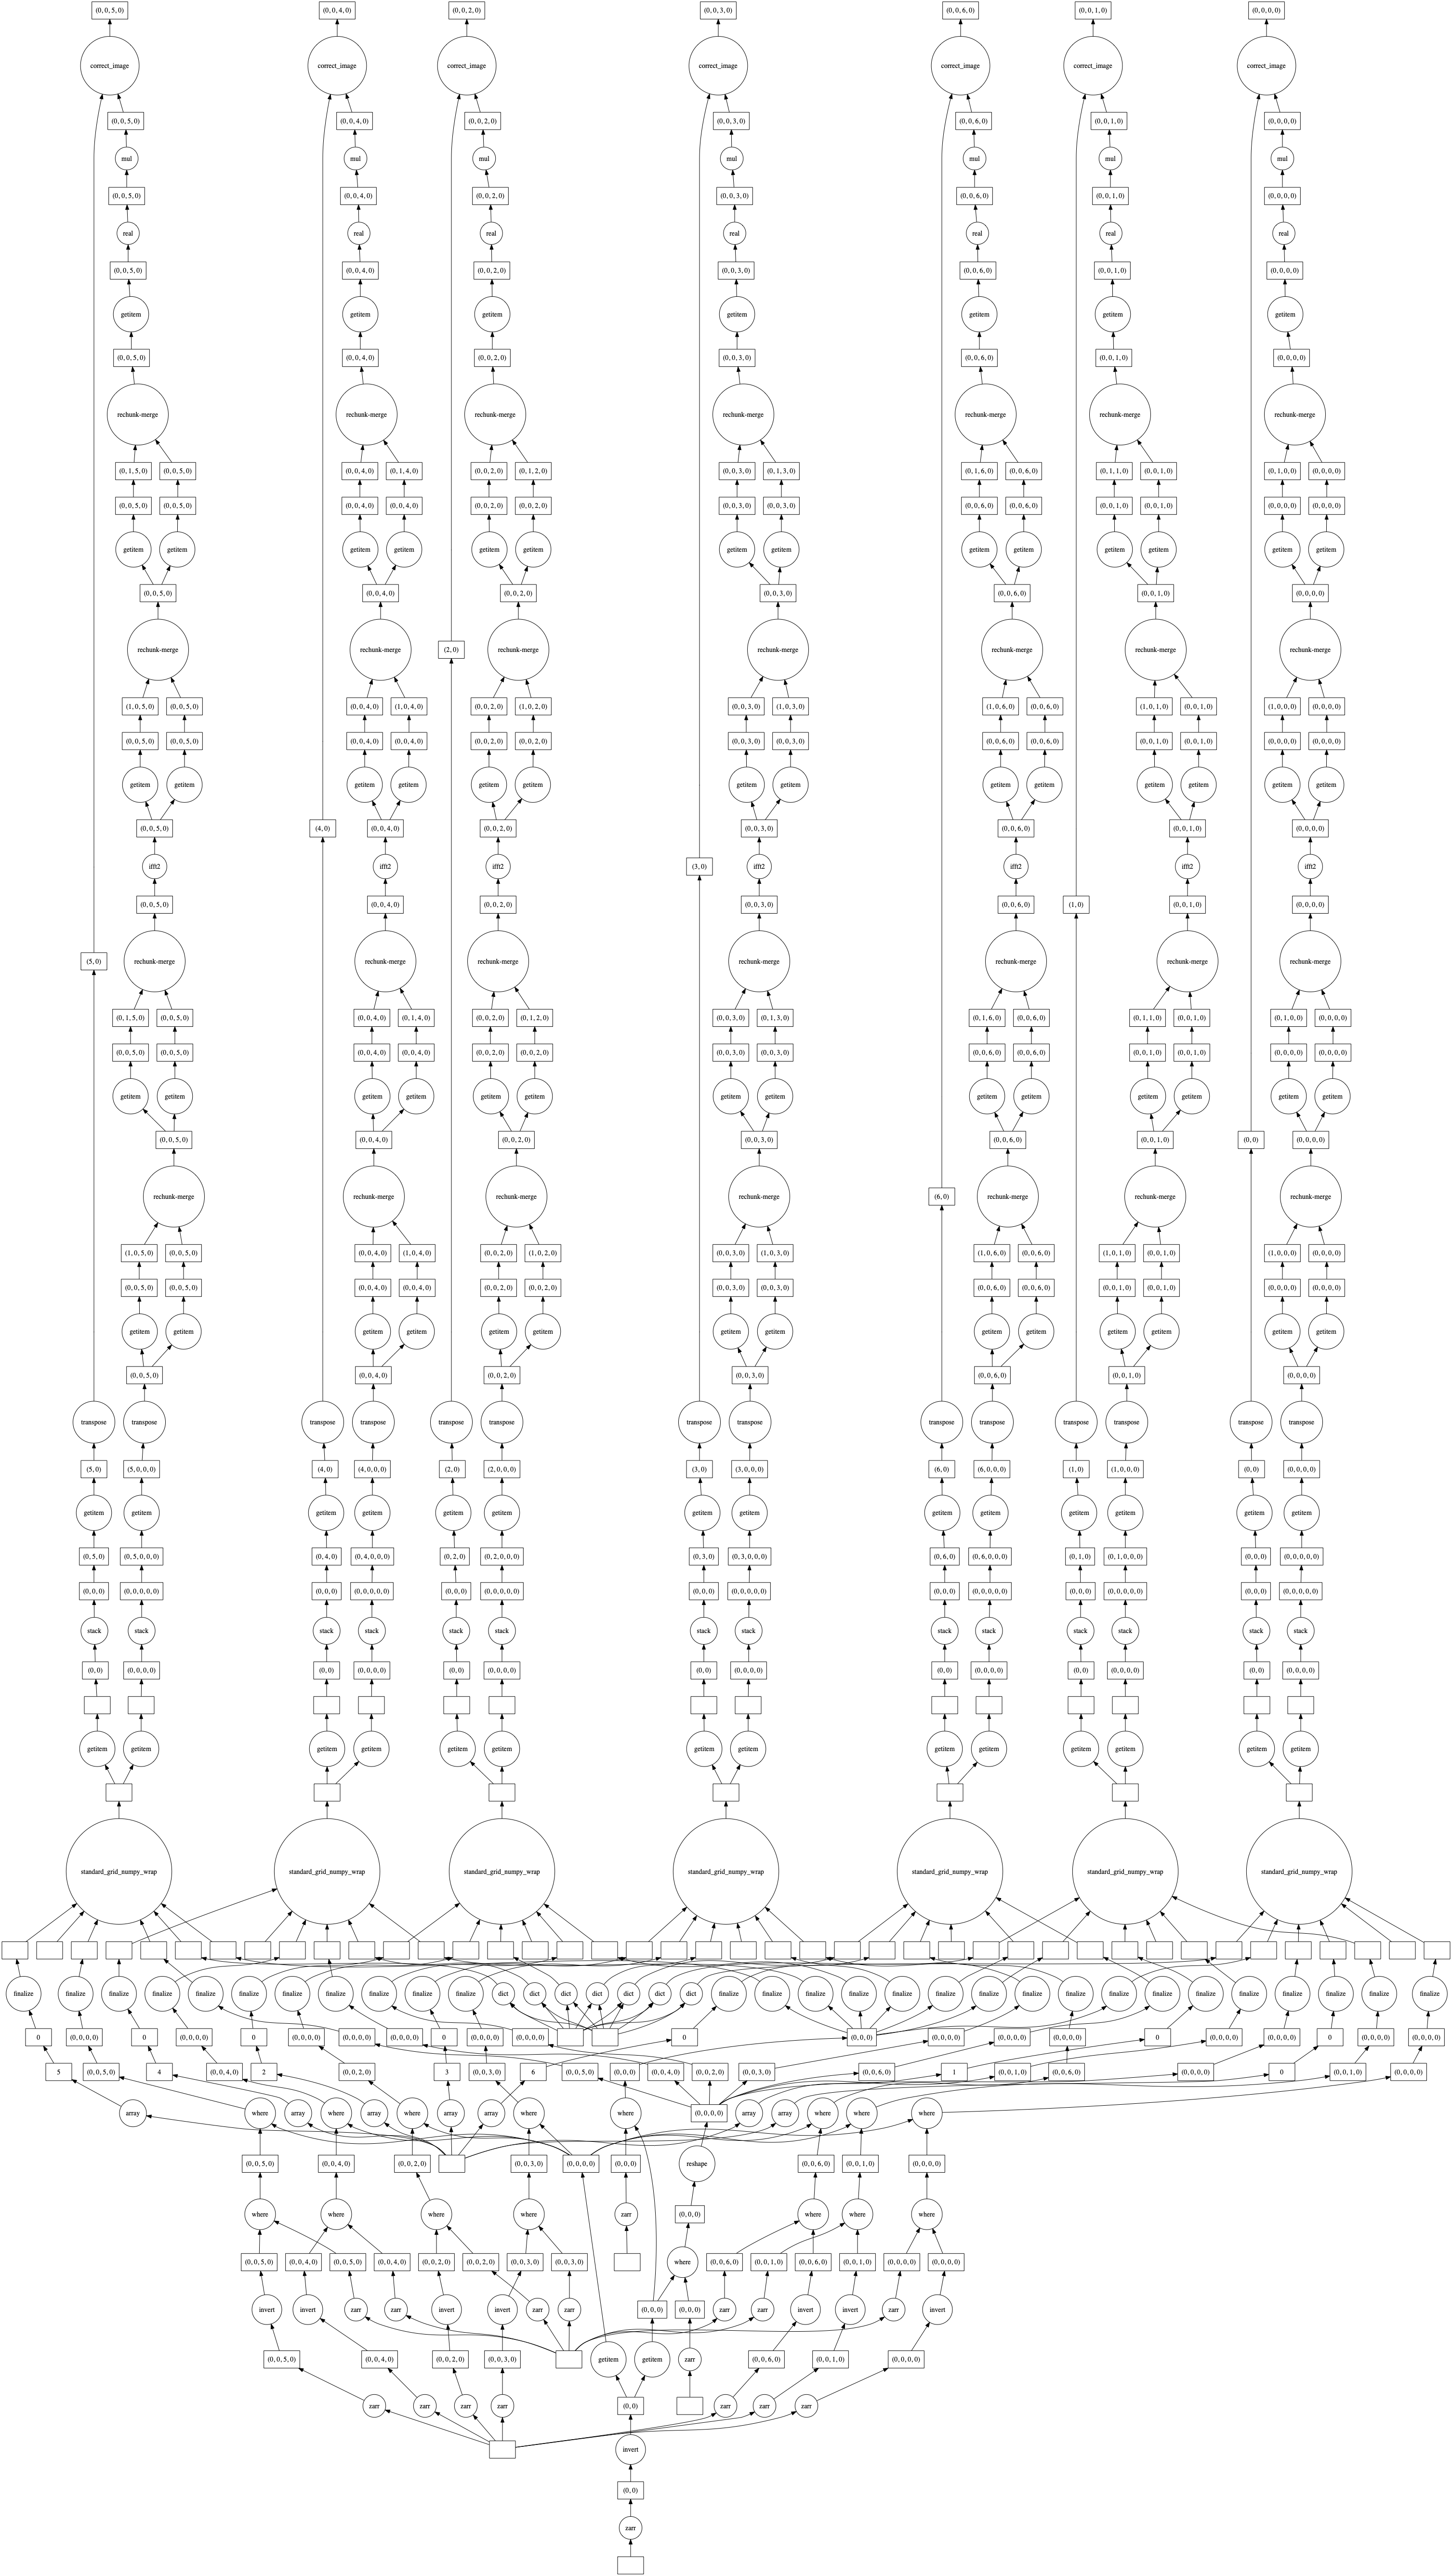 (0, 0, 5, 0) (0, 0, 4, 0) (0, 0, 2, 0) (0, 0, 3, 0) (0, 0, 6, 0) (0, 0, 1, 0) (0, 0, 0, 0)
correct_image correct_image correct_image correct_image correct_image correct_image correct_image
(0, 0, 5, 0) (0, 0, 4, 0) (0, 0, 2, 0) (0, 0, 3, 0) (0, 0, 6, 0) (0, 0, 1, 0) (0, 0, 0, 0)
mul mul mul mul mul mul mul
(0, 0, 5, 0) (0, 0, 4, 0) (0, 0, 2, 0) (0, 0, 3, 0) (0, 0, 6, 0) (0, 0, 1, 0) (0, 0, 0, 0)
real real real real real real real
(0, 0, 5, 0) (0, 0, 4, 0) (0, 0, 2, 0) (0, 0, 3, 0) (0, 0, 6, 0) (0, 0, 1, 0) (0, 0, 0, 0)
getitem getitem getitem getitem getitem getitem getitem
(0, 0, 5, 0) (0, 0, 4, 0) (0, 0, 2, 0) (0, 0, 3, 0) (0, 0, 6, 0) (0, 0, 1, 0) (0, 0, 0, 0)
rechunk-merge rechunk-merge rechunk-merge rechunk-merge rechunk-merge rechunk-merge rechunk-merge
(0, 1, 5, 0) (0, 0, 5, 0) (0, 0, 4, 0) (0, 1, 4, 0) (0, 0, 2, 0) (0, 1, 2, 0) (0, 0, 3, 0) (0, 1, 3, 0) (0, 1, 6, 0) (0, 0, 6, 0) (0, 1, 1, 0) (0, 0, 1, 0) (0, 1, 0, 0) (0, 0, 0, 0)
(0, 0, 5, 0) (0, 0, 5, 0) (0, 0, 4, 0) (0, 0, 4, 0) (0, 0, 2, 0) (0, 0, 2, 0) (0, 0, 3, 0) (0, 0, 3, 0) (0, 0, 6, 0) (0, 0, 6, 0) (0, 0, 1, 0) (0, 0, 1, 0) (0, 0, 0, 0) (0, 0, 0, 0)
getitem getitem getitem getitem getitem getitem getitem getitem getitem getitem getitem getitem getitem getitem
(0, 0, 5, 0) (0, 0, 4, 0) (0, 0, 2, 0) (0, 0, 3, 0) (0, 0, 6, 0) (0, 0, 1, 0) (0, 0, 0, 0)
rechunk-merge rechunk-merge (2, 0) rechunk-merge rechunk-merge rechunk-merge rechunk-merge rechunk-merge
(1, 0, 5, 0) (0, 0, 5, 0) (0, 0, 4, 0) (1, 0, 4, 0) (0, 0, 2, 0) (1, 0, 2, 0) (0, 0, 3, 0) (1, 0, 3, 0) (1, 0, 6, 0) (0, 0, 6, 0) (1, 0, 1, 0) (0, 0, 1, 0) (1, 0, 0, 0) (0, 0, 0, 0)
(0, 0, 5, 0) (0, 0, 5, 0) (0, 0, 4, 0) (0, 0, 4, 0) (0, 0, 2, 0) (0, 0, 2, 0) (0, 0, 3, 0) (0, 0, 3, 0) (0, 0, 6, 0) (0, 0, 6, 0) (0, 0, 1, 0) (0, 0, 1, 0) (0, 0, 0, 0) (0, 0, 0, 0)
getitem getitem getitem getitem getitem getitem getitem getitem getitem getitem getitem getitem getitem getitem
(0, 0, 5, 0) (4, 0) (0, 0, 4, 0) (0, 0, 2, 0) (0, 0, 3, 0) (0, 0, 6, 0) (0, 0, 1, 0) (0, 0, 0, 0)
ifft2 ifft2 ifft2 (3, 0) ifft2 ifft2 ifft2 ifft2
(0, 0, 5, 0) (0, 0, 4, 0) (0, 0, 2, 0) (0, 0, 3, 0) (0, 0, 6, 0) (1, 0) (0, 0, 1, 0) (0, 0, 0, 0)
(5, 0) rechunk-merge rechunk-merge rechunk-merge rechunk-merge rechunk-merge rechunk-merge rechunk-merge
(0, 1, 5, 0) (0, 0, 5, 0) (0, 0, 4, 0) (0, 1, 4, 0) (0, 0, 2, 0) (0, 1, 2, 0) (0, 0, 3, 0) (0, 1, 3, 0) (0, 1, 6, 0) (0, 0, 6, 0) (0, 1, 1, 0) (0, 0, 1, 0) (0, 1, 0, 0) (0, 0, 0, 0)
(0, 0, 5, 0) (0, 0, 5, 0) (0, 0, 4, 0) (0, 0, 4, 0) (0, 0, 2, 0) (0, 0, 2, 0) (0, 0, 3, 0) (0, 0, 3, 0) (0, 0, 6, 0) (0, 0, 6, 0) (0, 0, 1, 0) (0, 0, 1, 0) (0, 0, 0, 0) (0, 0, 0, 0)
getitem getitem getitem getitem getitem getitem getitem getitem getitem getitem getitem getitem getitem getitem
(0, 0, 5, 0) (0, 0, 4, 0) (0, 0, 2, 0) (0, 0, 3, 0) (0, 0, 6, 0) (0, 0, 1, 0) (0, 0) (0, 0, 0, 0)
rechunk-merge rechunk-merge rechunk-merge rechunk-merge (6, 0) rechunk-merge rechunk-merge rechunk-merge
(1, 0, 5, 0) (0, 0, 5, 0) (0, 0, 4, 0) (1, 0, 4, 0) (0, 0, 2, 0) (1, 0, 2, 0) (0, 0, 3, 0) (1, 0, 3, 0) (1, 0, 6, 0) (0, 0, 6, 0) (1, 0, 1, 0) (0, 0, 1, 0) (1, 0, 0, 0) (0, 0, 0, 0)
(0, 0, 5, 0) (0, 0, 5, 0) (0, 0, 4, 0) (0, 0, 4, 0) (0, 0, 2, 0) (0, 0, 2, 0) (0, 0, 3, 0) (0, 0, 3, 0) (0, 0, 6, 0) (0, 0, 6, 0) (0, 0, 1, 0) (0, 0, 1, 0) (0, 0, 0, 0) (0, 0, 0, 0)
getitem getitem getitem getitem getitem getitem getitem getitem getitem getitem getitem getitem getitem getitem
(0, 0, 5, 0) (0, 0, 4, 0) (0, 0, 2, 0) (0, 0, 3, 0) (0, 0, 6, 0) (0, 0, 1, 0) (0, 0, 0, 0)
transpose transpose transpose transpose transpose transpose transpose transpose transpose transpose transpose transpose transpose transpose
(5, 0) (5, 0, 0, 0) (4, 0) (4, 0, 0, 0) (2, 0) (2, 0, 0, 0) (3, 0) (3, 0, 0, 0) (6, 0) (6, 0, 0, 0) (1, 0) (1, 0, 0, 0) (0, 0) (0, 0, 0, 0)
getitem getitem getitem getitem getitem getitem getitem getitem getitem getitem getitem getitem getitem getitem
(0, 5, 0) (0, 5, 0, 0, 0) (0, 4, 0) (0, 4, 0, 0, 0) (0, 2, 0) (0, 2, 0, 0, 0) (0, 3, 0) (0, 3, 0, 0, 0) (0, 6, 0) (0, 6, 0, 0, 0) (0, 1, 0) (0, 1, 0, 0, 0) (0, 0, 0) (0, 0, 0, 0, 0)
(0, 0, 0) (0, 0, 0, 0, 0) (0, 0, 0) (0, 0, 0, 0, 0) (0, 0, 0) (0, 0, 0, 0, 0) (0, 0, 0) (0, 0, 0, 0, 0) (0, 0, 0) (0, 0, 0, 0, 0) (0, 0, 0) (0, 0, 0, 0, 0) (0, 0, 0) (0, 0, 0, 0, 0)
stack stack stack stack stack stack stack stack stack stack stack stack stack stack
(0, 0) (0, 0, 0, 0) (0, 0) (0, 0, 0, 0) (0, 0) (0, 0, 0, 0) (0, 0) (0, 0, 0, 0) (0, 0) (0, 0, 0, 0) (0, 0) (0, 0, 0, 0) (0, 0) (0, 0, 0, 0)
getitem getitem getitem getitem getitem getitem getitem getitem getitem getitem getitem getitem getitem getitem
standard_grid_numpy_wrap standard_grid_numpy_wrap standard_grid_numpy_wrap standard_grid_numpy_wrap standard_grid_numpy_wrap standard_grid_numpy_wrap standard_grid_numpy_wrap
finalize finalize finalize finalize finalize finalize finalize finalize finalize finalize finalize dict dict dict dict dict dict dict finalize finalize finalize finalize finalize finalize finalize finalize finalize finalize finalize finalize finalize finalize finalize finalize
0 (0, 0, 0, 0) 0 (0, 0, 0, 0) 0 (0, 0, 0, 0) (0, 0, 0, 0) (0, 0, 0, 0) 0 (0, 0, 0, 0) (0, 0, 0, 0) 0 (0, 0, 0) (0, 0, 0, 0) (0, 0, 0, 0) (0, 0, 0, 0) 0 (0, 0, 0, 0) (0, 0, 0, 0) 0 (0, 0, 0, 0) (0, 0, 0, 0)
5 (0, 0, 5, 0) 4 (0, 0, 4, 0) 2 (0, 0, 2, 0) 3 (0, 0, 3, 0) 6 (0, 0, 5, 0) (0, 0, 0) (0, 0, 4, 0) (0, 0, 2, 0) (0, 0, 3, 0) (0, 0, 6, 0) 1 (0, 0, 1, 0) (0, 0, 6, 0) (0, 0, 0, 0) 0 (0, 0, 1, 0) (0, 0, 0, 0)
array where array where array where array array where where (0, 0, 0, 0) array array where where where
(0, 0, 5, 0) (0, 0, 4, 0) (0, 0, 2, 0) (0, 0, 3, 0) (0, 0, 0, 0) (0, 0, 0) reshape (0, 0, 6, 0) (0, 0, 1, 0) (0, 0, 0, 0)
where where where where zarr (0, 0, 0) where where where
(0, 0, 5, 0) (0, 0, 4, 0) (0, 0, 5, 0) (0, 0, 4, 0) (0, 0, 2, 0) (0, 0, 2, 0) (0, 0, 3, 0) (0, 0, 3, 0) where (0, 0, 6, 0) (0, 0, 1, 0) (0, 0, 6, 0) (0, 0, 1, 0) (0, 0, 0, 0) (0, 0, 0, 0)
invert invert zarr zarr invert invert zarr zarr (0, 0, 0) (0, 0, 0) zarr zarr invert invert zarr invert
(0, 0, 5, 0) (0, 0, 4, 0) (0, 0, 2, 0) (0, 0, 3, 0) getitem getitem zarr (0, 0, 6, 0) (0, 0, 1, 0) (0, 0, 0, 0)
zarr zarr zarr zarr (0, 0) zarr zarr zarr
invert
(0, 0)
zarr